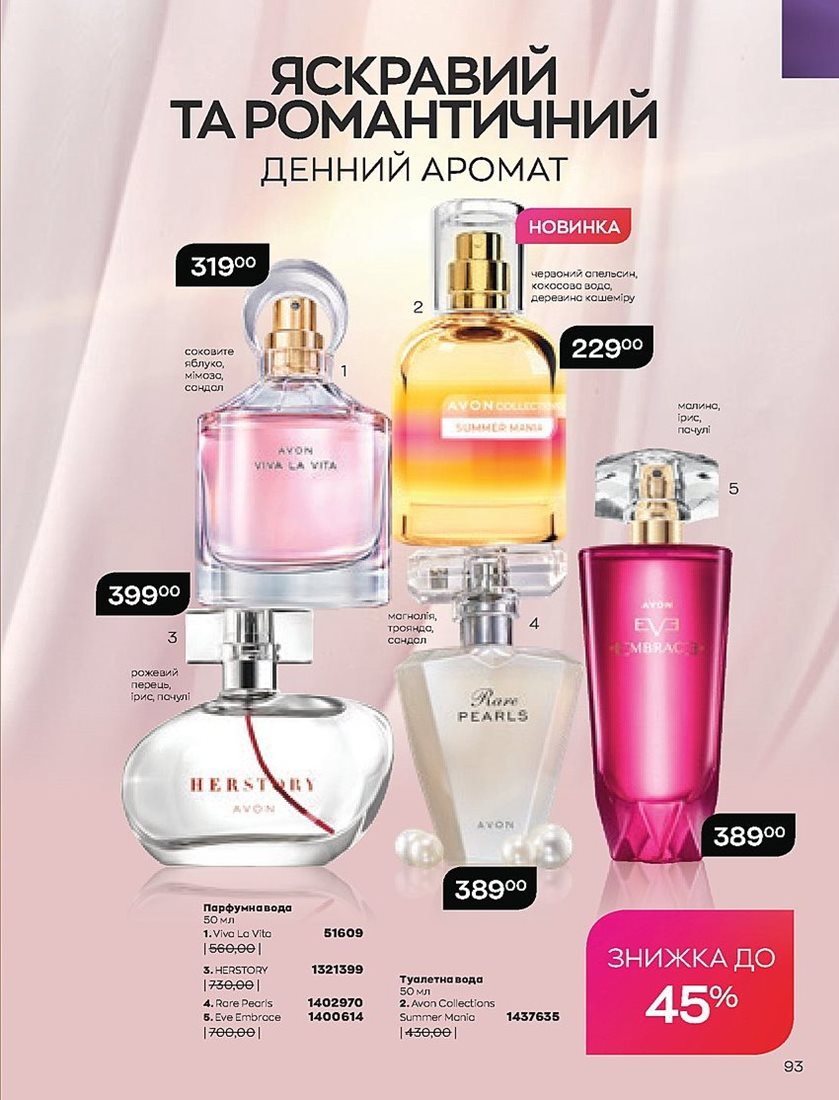 ЯСКРАВИЙ
ТА РОМАНТИЧНИЙ
ДЕННИЙ АРОМАТ
НОВИНКА
319⁰⁰
червоний апельсин,
кокосова вода,
деревина кашеміру
2
229⁰⁰
соковите
яблуко,
мімоза,
сандал
1
AVON
VIVA LA VITA
AVON COLLECTIONS
SUMMER MANIA
малина,
ірис,
пачулі
5
399⁰⁰
3
рожевий
перець,
ірис, пачулі
HERSTORY
AVON
магнолія,
троянда,
сандал
4
Rare
PEARLS
AVON
AVON
EVE
EMBRACE
389⁰⁰
389⁰⁰
Парфумна вода
50 мл
1. Viva La Vita 51609
|560,00|
3. HERSTORY 1321399
|730,00|
4. Rare Pearls 1402970
5. Eve Embrace 1400614
|700,00|
Туалетна вода
50 мл
2. Avon Collections
Summer Mania 1437635
|430,00|
ЗНИЖКА ДО
45%
93